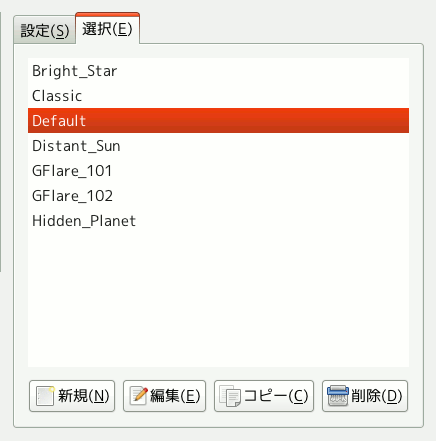 設定(S) 選択(E)
Bright_Star
Classic
Default
Distant_Sun
GFlare_101
GFlare_102
Hidden_Planet
新規(N) 編集(E) コピー(C) 削除(D)